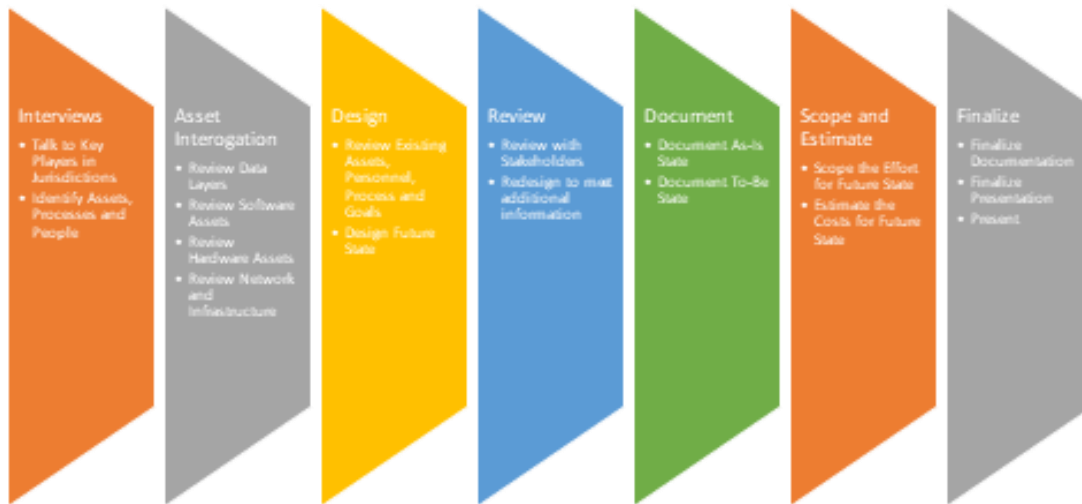 Interviews
• Talk to Key
Players in
Jurisdictions
• Identify Assets,
Processes and
People
Asset
Interogation
• Review Data
Layers
• Review Software
Assets
• Review
Hardware Assets
• Review Network
and
Infrastructure
Design
• Review Existing
Assets,
Personnel,
Process and
Goals
• Design Future
State
Review
• Review with
Stakeholders
• Redesign to meet
additional
information
Document
• Document As-Is
State
• Document To-Be
State
Scope and
Estimate
• Scope the Effort
for Future State
• Estimate the
Costs for Future
State
Finalize
• Finalize
Documentation
• Finalize
Presentation
• Present